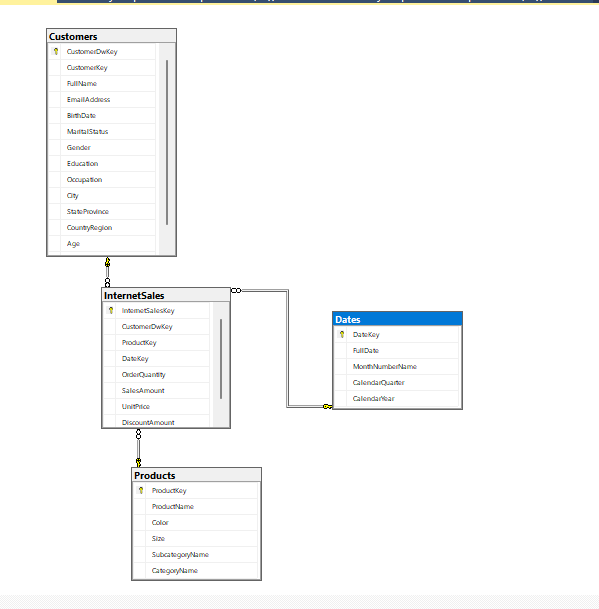 Customers
CustomerDwKey
CustomerKey
FullName
EmailAddress
BirthDate
MaritalStatus
Gender
Education
Occupation
City
StateProvince
CountryRegion
Age
InternetSales
InternetSalesKey
CustomerDwKey
ProductKey
DateKey
OrderQuantity
SalesAmount
UnitPrice
DiscountAmount
Dates
DateKey
FullDate
MonthNumberName
CalendarQuarter
CalendarYear
Products
ProductKey
ProductName
Color
Size
SubcategoryName
CategoryName